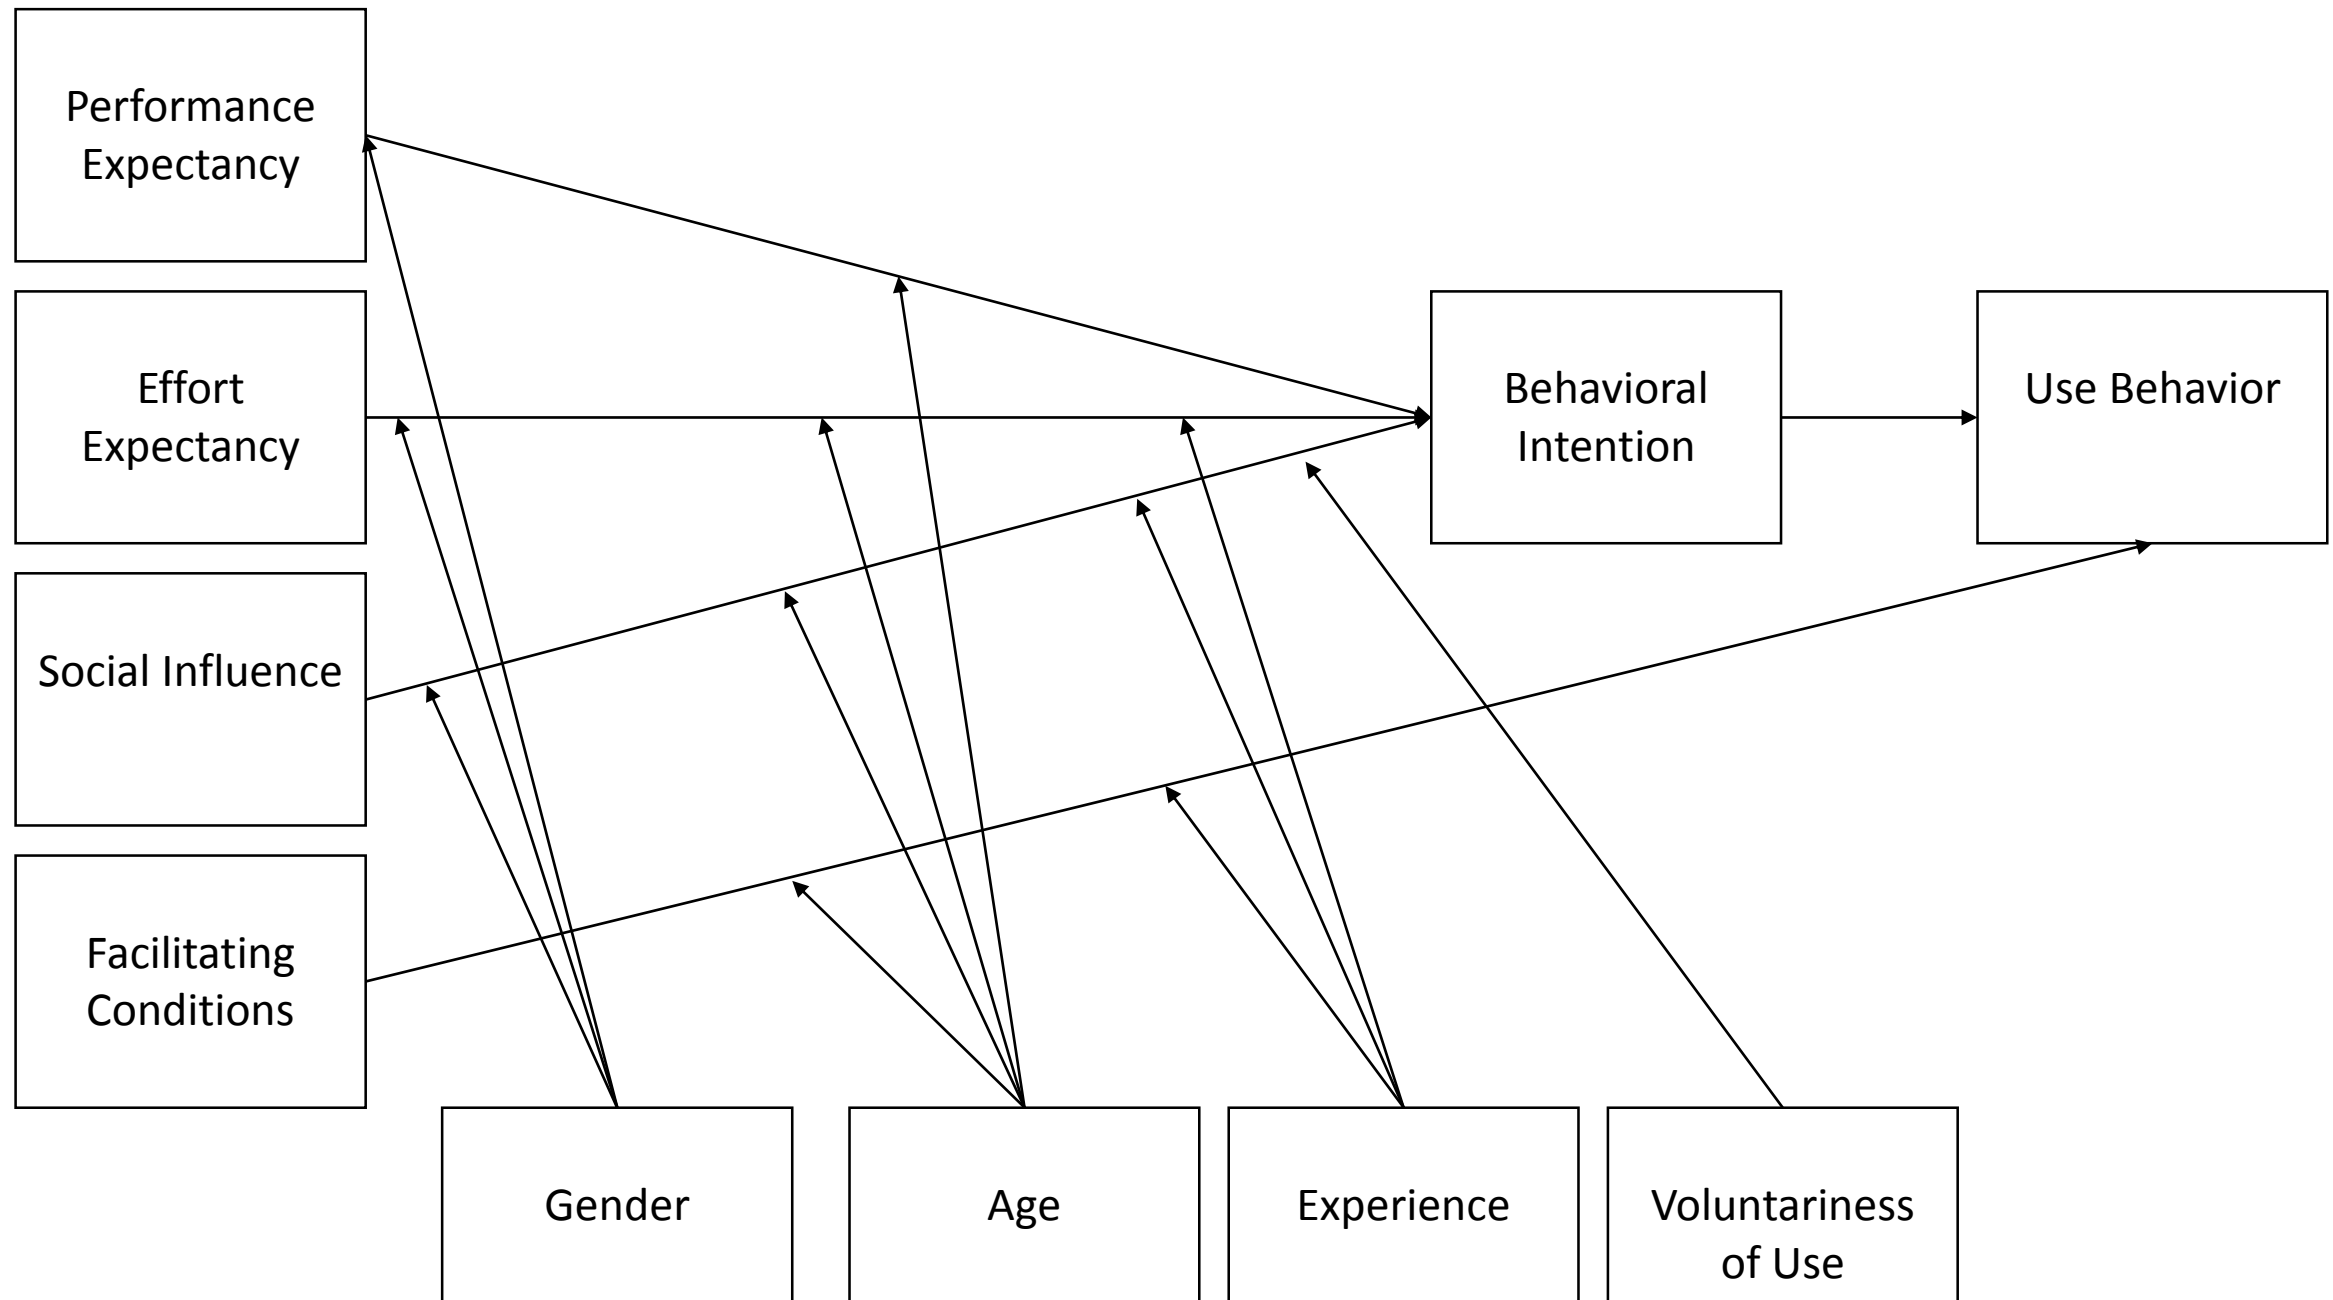 Performance
Expectancy
Effort
Expectancy
Behavioral
Intention
Use Behavior
Social Influence
Facilitating
Conditions
Gender
Age
Experience
Voluntariness
of Use